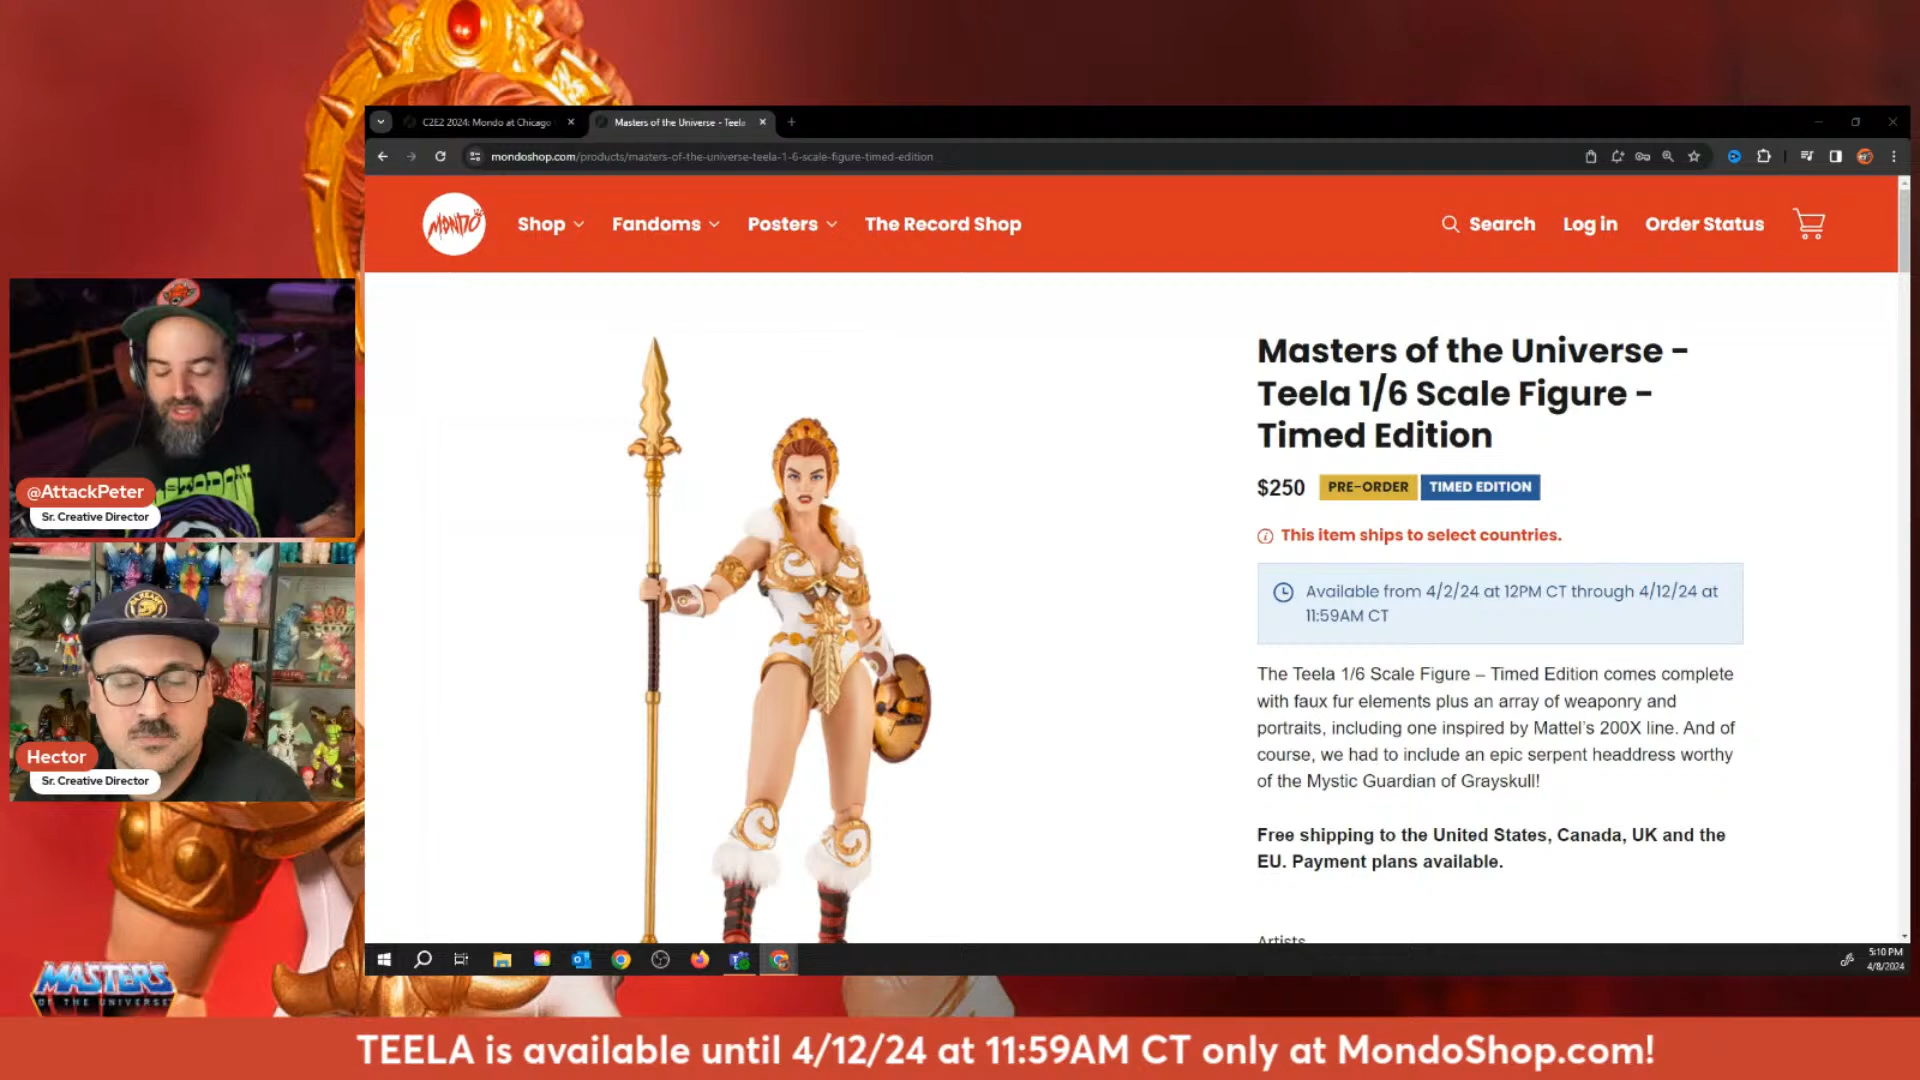 C2E2 2024: Mondo at Chicago
Masters of the Universe - Teela
mondoshop.com/products/masters-of-the-universe-teela-1-6-scale-figure-timed-edition
MONDO
Shop
Fandoms
Posters
The Record Shop
Search
Log in
Order Status
Masters of the Universe -
Teela 1/6 Scale Figure -
Timed Edition
$250
PRE-ORDER
TIMED EDITION
This item ships to select countries.
Available from 4/2/24 at 12PM CT through 4/12/24 at
11:59AM CT
The Teela 1/6 Scale Figure – Timed Edition comes complete
with faux fur elements plus an array of weaponry and
portraits, including one inspired by Mattel's 200X line. And of
course, we had to include an epic serpent headdress worthy
of the Mystic Guardian of Grayskull!
Free shipping to the United States, Canada, UK and the
EU. Payment plans available.
Artists
@AttackPeter
Sr. Creative Director
Hector
Sr. Creative Director
5:10 PM
4/8/2024
MASTERS
OF THE UNIVERSE
TEELA is available until 4/12/24 at 11:59AM CT only at MondoShop.com!